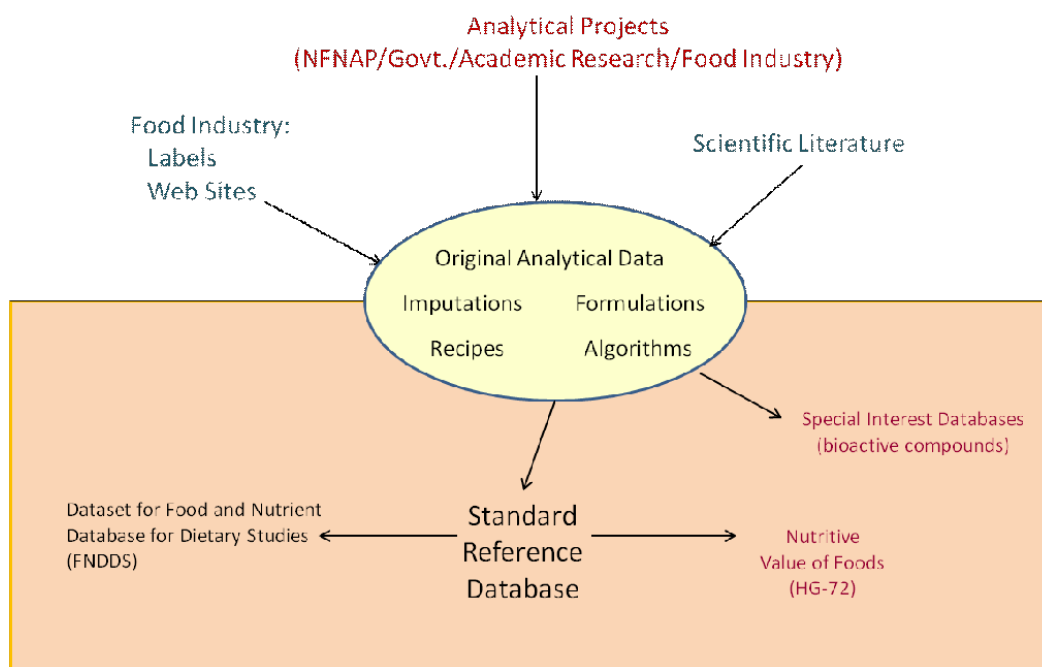 Analytical Projects
(NFNAP/Govt./Academic Research/Food Industry)
Food Industry:
Labels
Web Sites
Scientific Literature
Original Analytical Data
Imputations
Formulations
Recipes
Algorithms
Special Interest Databases
(bioactive compounds)
Dataset for Food and Nutrient
Database for Dietary Studies
(FNDDS)
Standard
Reference
Database
Nutritive
Value of Foods
(HG-72)